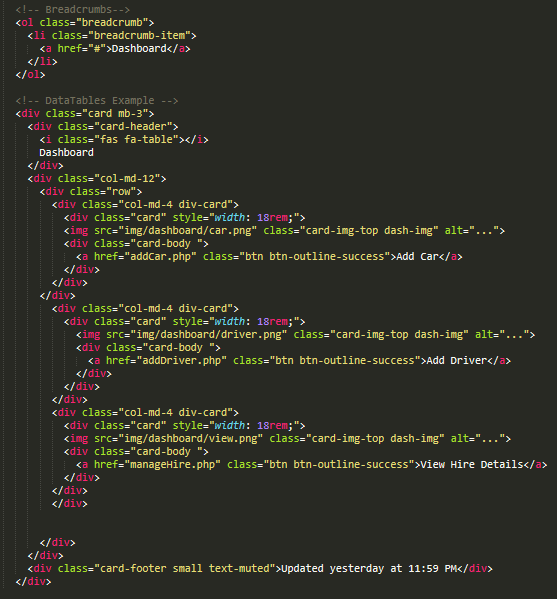 <!-- Breadcrumbs-->
<ol class="breadcrumb">
<li class="breadcrumb-item">
<a href="#">Dashboard</a>
</li>
</ol>
<!-- DataTables Example -->
<div class="card mb-3">
<div class="card-header">
<i class="fas fa-table"></i>
Dashboard
</div>
<div class="col-md-12">
<div class="row">
<div class="col-md-4 div-card">
<div class="card" style="width: 18rem;">
<img src="img/dashboard/car.png" class="card-img-top dash-img" alt="...">
<div class="card-body ">
<a href="addCar.php" class="btn btn-outline-success">Add Car</a>
</div>
</div>
</div>
<div class="col-md-4 div-card">
<div class="card" style="width: 18rem;">
<img src="img/dashboard/driver.png" class="card-img-top dash-img" alt="...">
<div class="card-body ">
<a href="addDriver.php" class="btn btn-outline-success">Add Driver</a>
</div>
</div>
</div>
<div class="col-md-4 div-card">
<div class="card" style="width: 18rem;">
<img src="img/dashboard/view.png" class="card-img-top dash-img" alt="...">
<div class="card-body ">
<a href="manageHire.php" class="btn btn-outline-success">View Hire Details</a>
</div>
</div>
</div>
</div>
</div>
<div class="card-footer small text-muted">Updated yesterday at 11:59 PM</div>
</div>